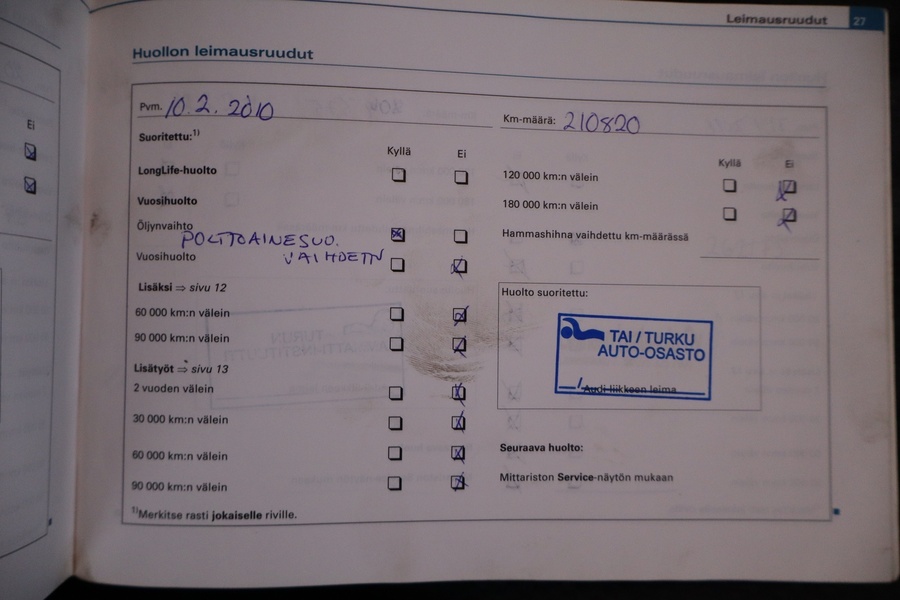 Leimausruudut 27
Huollon leimausruudut
Ei
Pvm. 10.2.2010
Suoritettu:1)
Kyllä Ei
LongLife-huolto
Vuosihuolto
Öljynvaihto
POLTTOAINESUO.
VAIHDETTU
Vuosihuolto
Lisäksi ⇒ sivu 12
60 000 km:n välein
90 000 km:n välein
Lisätyöt ⇒ sivu 13
2 vuoden välein
30 000 km:n välein
60 000 km:n välein
90 000 km:n välein
1)Merkitse rasti jokaiselle riville.
Km-määrä: 210820
Kyllä Ei
120 000 km:n välein
180 000 km:n välein
Hammashihna vaihdettu km-määrässä
Huolto suoritettu:
TAI / TURKU
AUTO-OSASTO
Audi-liikkeen leima
Seuraava huolto:
Mittariston Service-näytön mukaan